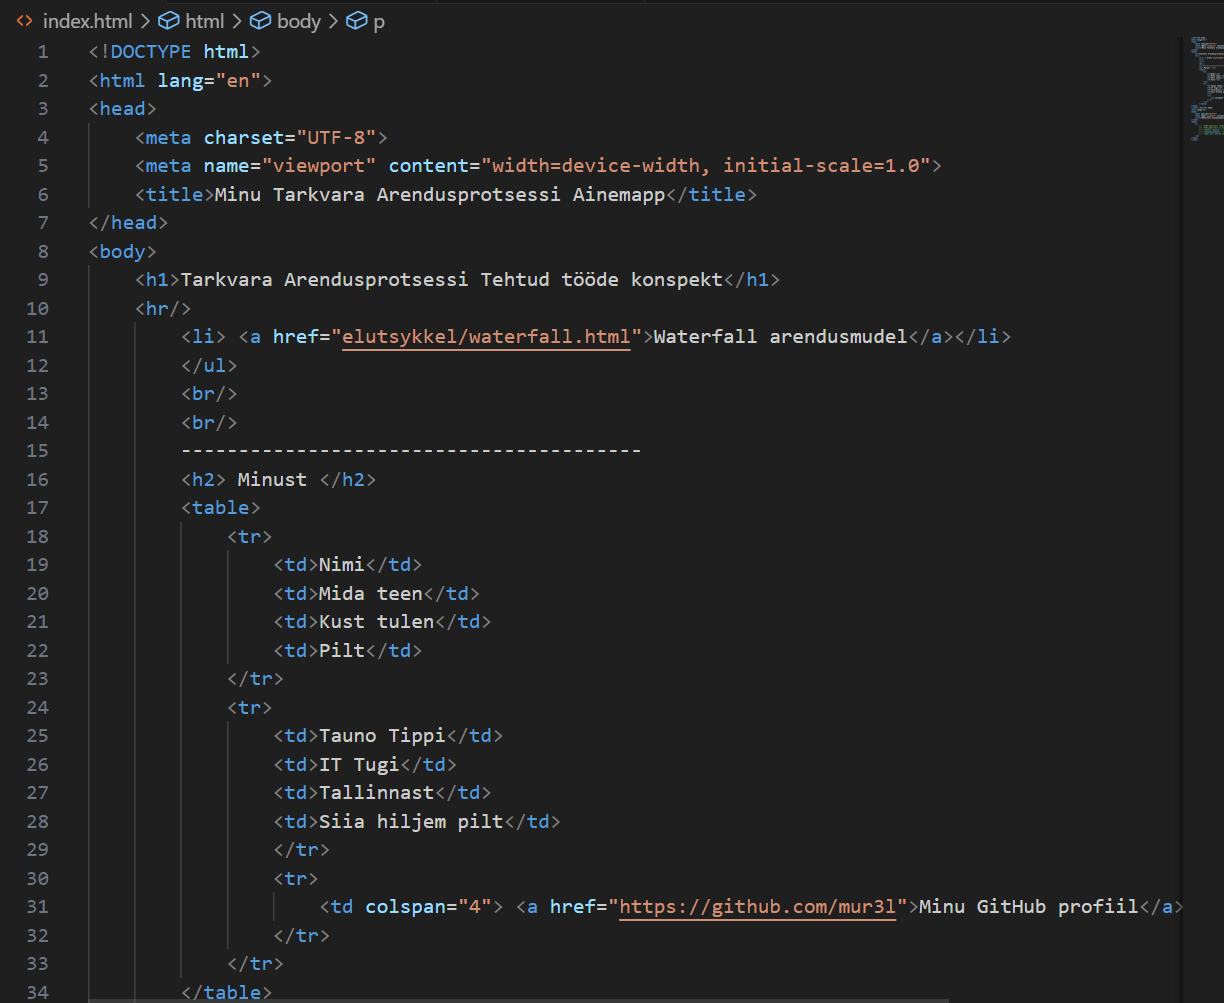 index.html > html > body > p
1 <!DOCTYPE html>
2 <html lang="en">
3 <head>
4 <meta charset="UTF-8">
5 <meta name="viewport" content="width=device-width, initial-scale=1.0">
6 <title>Minu Tarkvara Arendusprotsessi Ainemapp</title>
7 </head>
8 <body>
9 <h1>Tarkvara Arendusprotsessi Tehtud tööde konspekt</h1>
10 <hr/>
11 <li> <a href="elutsykkel/waterfall.html">Waterfall arendusmudel</a></li>
12 </ul>
13 <br/>
14 <br/>
15 ----------------------------------------
16 <h2> Minust </h2>
17 <table>
18 <tr>
19 <td>Nimi</td>
20 <td>Mida teen</td>
21 <td>Kust tulen</td>
22 <td>Pilt</td>
23 </tr>
24 <tr>
25 <td>Tauno Tippi</td>
26 <td>IT Tugi</td>
27 <td>Tallinnast</td>
28 <td>Siia hiljem pilt</td>
29 </tr>
30 <tr>
31 <td colspan="4"> <a href="https://github.com/mur3l">Minu GitHub profiil</a>
32 </tr>
33 </tr>
34 </table>